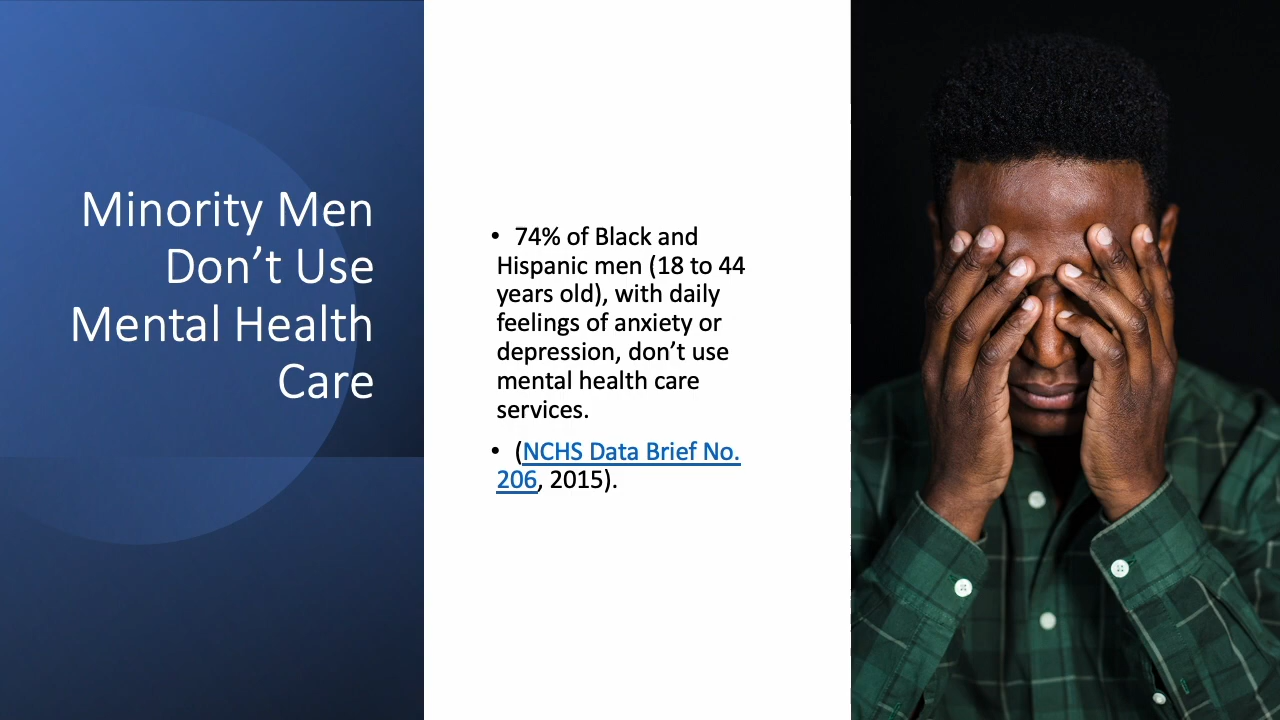 Minority Men
Don’t Use
Mental Health
Care
• 74% of Black and
Hispanic men (18 to 44
years old), with daily
feelings of anxiety or
depression, don’t use
mental health care
services.
• (NCHS Data Brief No.
206, 2015).